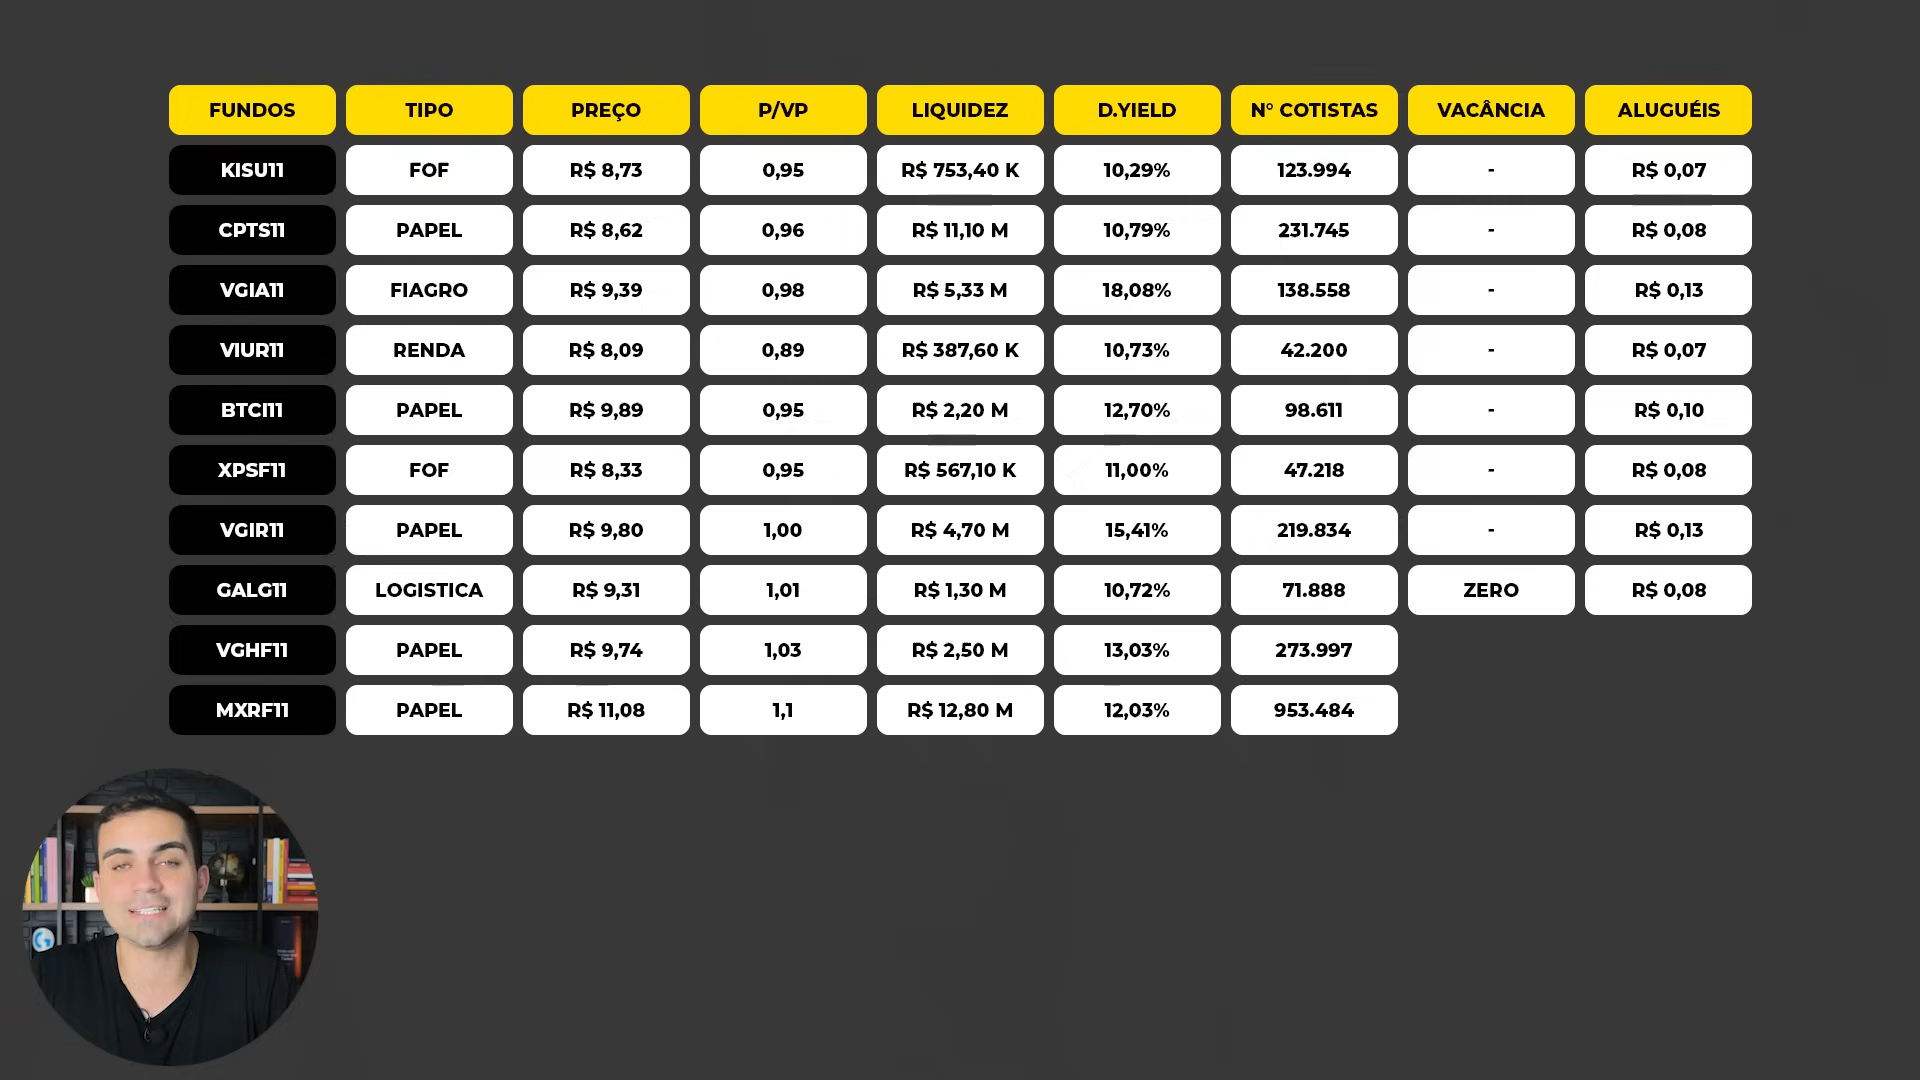 FUNDOS TIPO PREÇO P/VP LIQUIDEZ D.YIELD N° COTISTAS VACÂNCIA ALUGUÉIS
KISU11 FOF R$ 8,73 0,95 R$ 753,40 K 10,29% 123.994 - R$ 0,07
CPTS11 PAPEL R$ 8,62 0,96 R$ 11,10 M 10,79% 231.745 - R$ 0,08
VGIA11 FIAGRO R$ 9,39 0,98 R$ 5,33 M 18,08% 138.558 - R$ 0,13
VIUR11 RENDA R$ 8,09 0,89 R$ 387,60 K 10,73% 42.200 - R$ 0,07
BTCI11 PAPEL R$ 9,89 0,95 R$ 2,20 M 12,70% 98.611 - R$ 0,10
XPSF11 FOF R$ 8,33 0,95 R$ 567,10 K 11,00% 47.218 - R$ 0,08
VGIR11 PAPEL R$ 9,80 1,00 R$ 4,70 M 15,41% 219.834 - R$ 0,13
GALG11 LOGISTICA R$ 9,31 1,01 R$ 1,30 M 10,72% 71.888 ZERO R$ 0,08
VGHF11 PAPEL R$ 9,74 1,03 R$ 2,50 M 13,03% 273.997
MXRF11 PAPEL R$ 11,08 1,1 R$ 12,80 M 12,03% 953.484